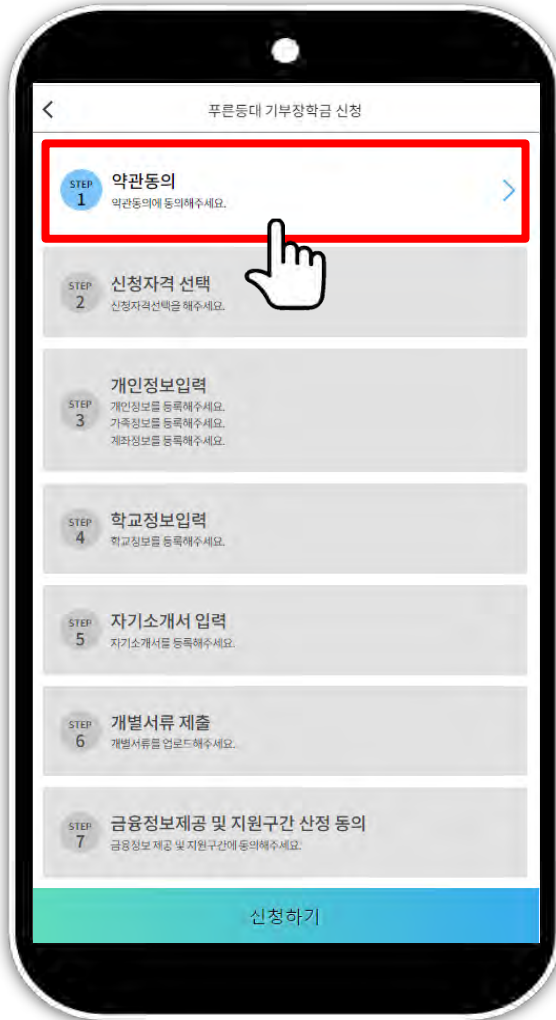 푸른등대 기부장학금 신청
STEP
1
약관동의
약관동의에 동의해주세요.
STEP
2
신청자격 선택
신청자격선택을 해주세요.
STEP
3
개인정보입력
개인정보를 등록해주세요.
가족정보를 등록해주세요.
계좌정보를 등록해주세요.
STEP
4
학교정보입력
학교정보를 등록해주세요.
STEP
5
자기소개서 입력
자기소개서를 등록해주세요.
STEP
6
개별서류 제출
개별서류를 업로드해주세요.
STEP
7
금융정보제공 및 지원구간 산정 동의
금융정보 제공 및 지원구간에 동의해주세요.
신청하기